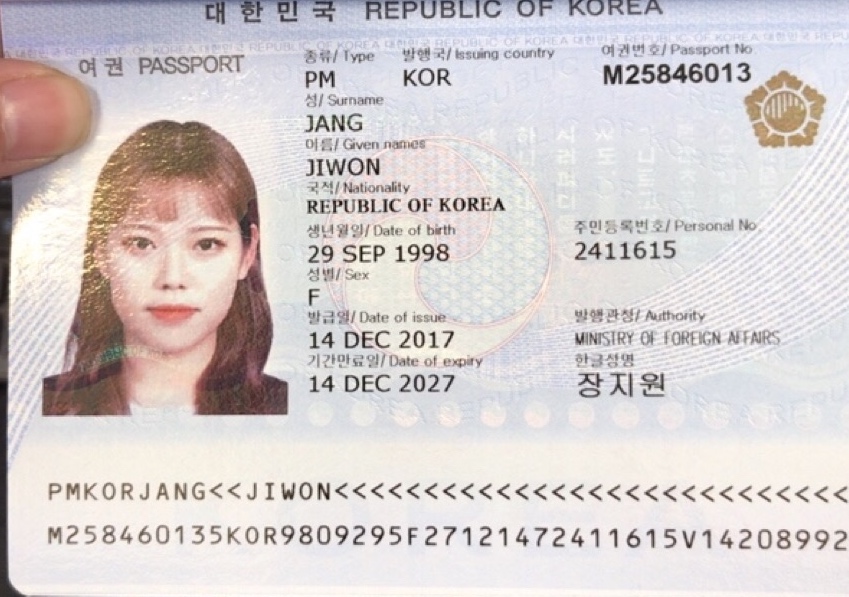 대한민국 REPUBLIC OF KOREA
여권 PASSPORT
종류/ Type 발행국/ Issuing country 여권번호/ Passport No.
PM KOR M25846013
성/ Surname
JANG
이름/ Given names
JIWON
국적/ Nationality
REPUBLIC OF KOREA
생년월일/ Date of birth 주민등록번호/ Personal No.
29 SEP 1998 2411615
성별/ Sex
F
발급일/ Date of issue 발행관청/ Authority
14 DEC 2017 MINISTRY OF FOREIGN AFFAIRS
기간만료일/ Date of expiry 한글성명
14 DEC 2027 장지원
PMKORJANG<<JIWON<<<<<<<<<<<<<<<<<<<<<<<<<<<<
M258460135KOR9809295F27121472411615V14208992